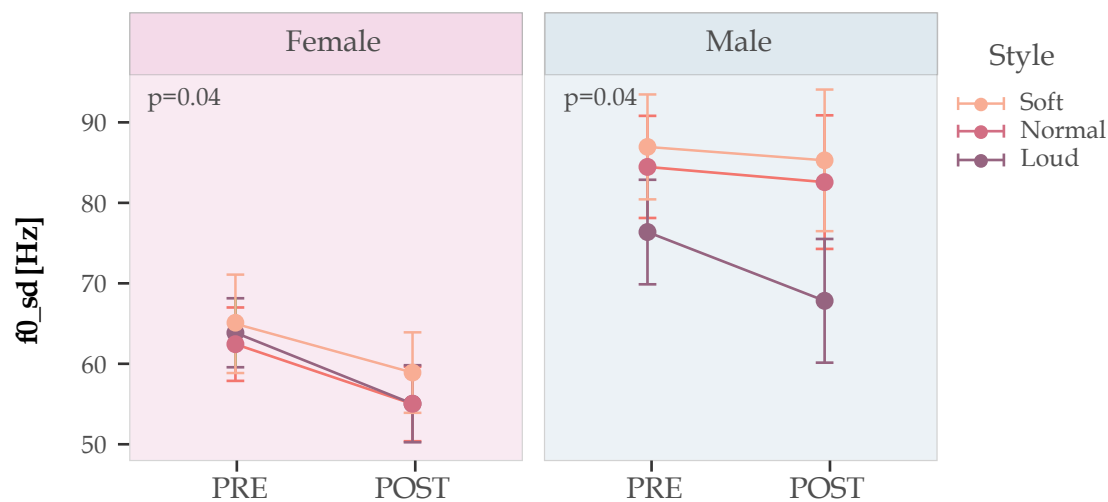 Female
Male
Style
Soft
Normal
Loud
p=0.04
p=0.04
f0_sd [Hz]
90
80
70
60
50
PRE
POST
PRE
POST